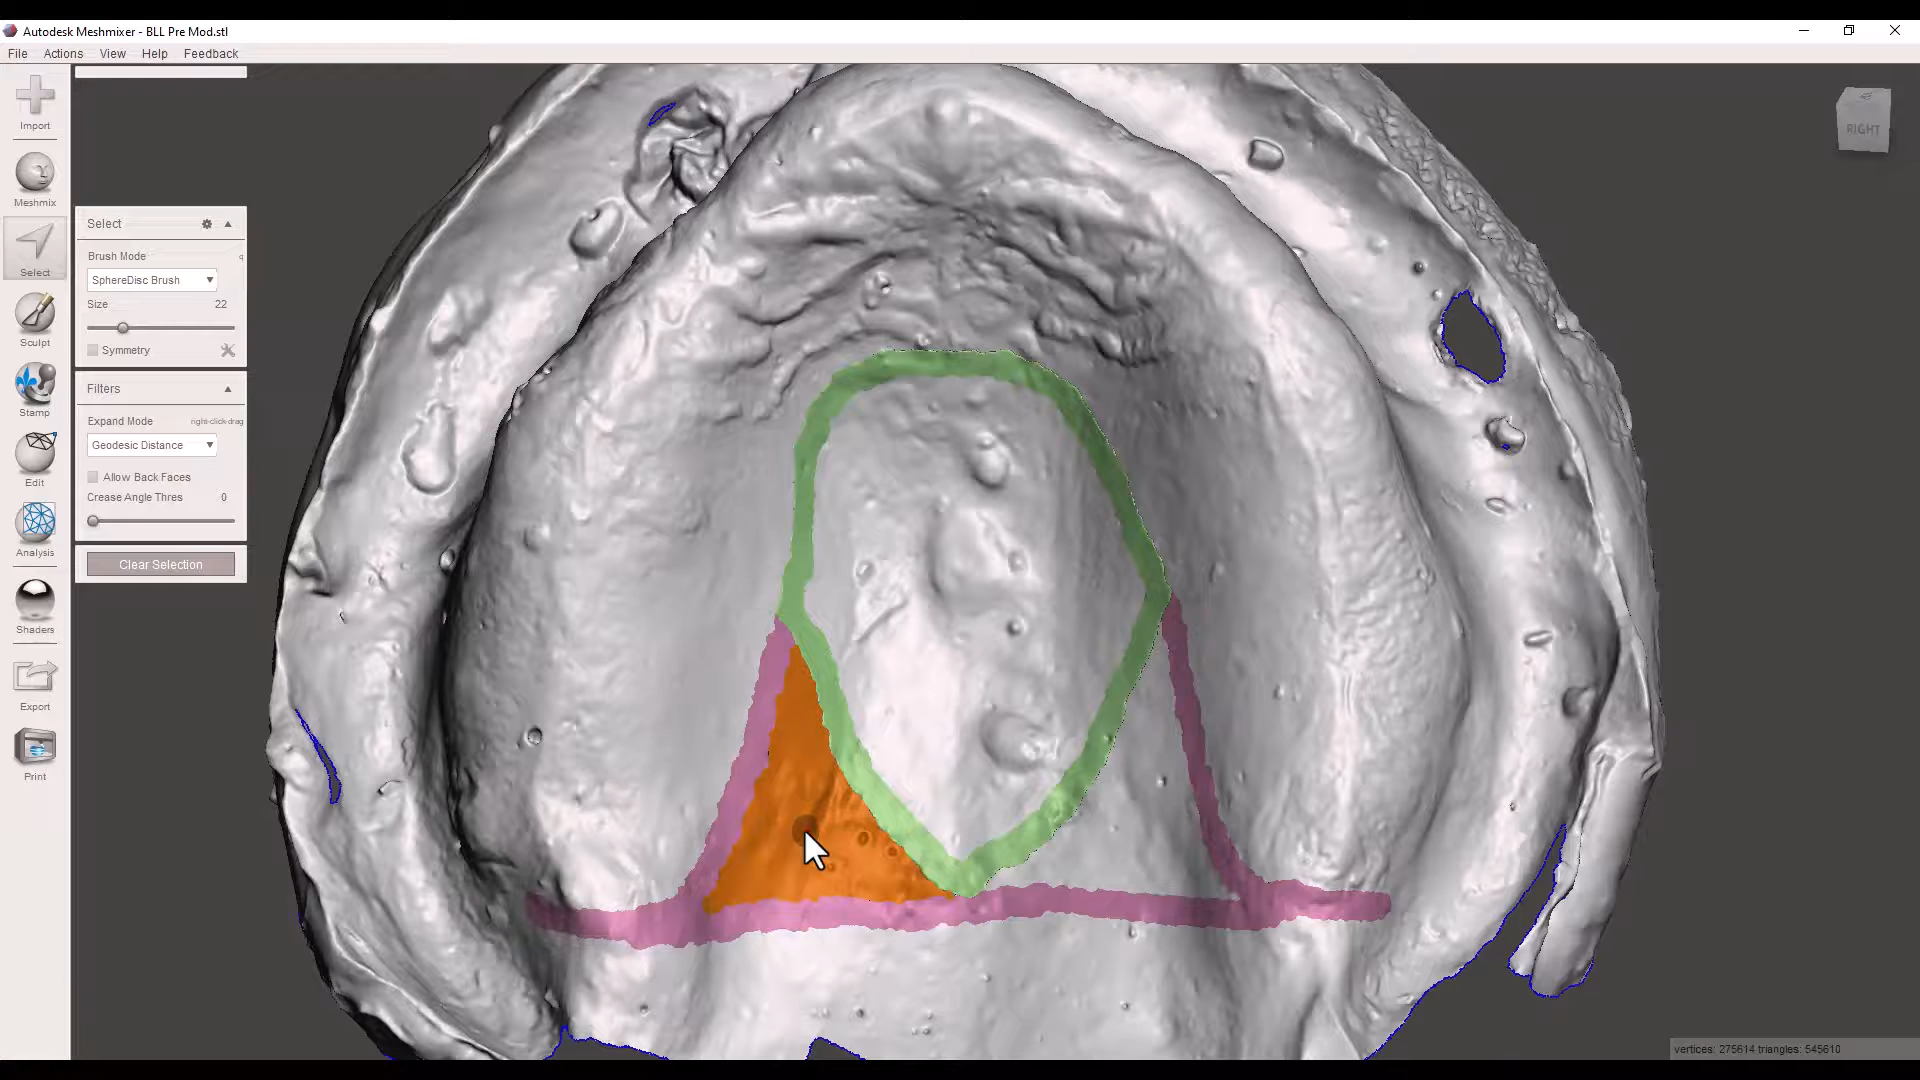 Autodesk Meshmixer - BLL Pre Mod.stl
File Actions View Help Feedback
Import
Meshmix
Select
Sculpt
Stamp
Edit
Analysis
Shaders
Export
Print
Select
Brush Mode q
SphereDisc Brush
Size 22
Symmetry
Filters
Expand Mode right-click-drag
Geodesic Distance
Allow Back Faces
Crease Angle Thres 0
Clear Selection
RIGHT
vertices: 275614 triangles: 545610